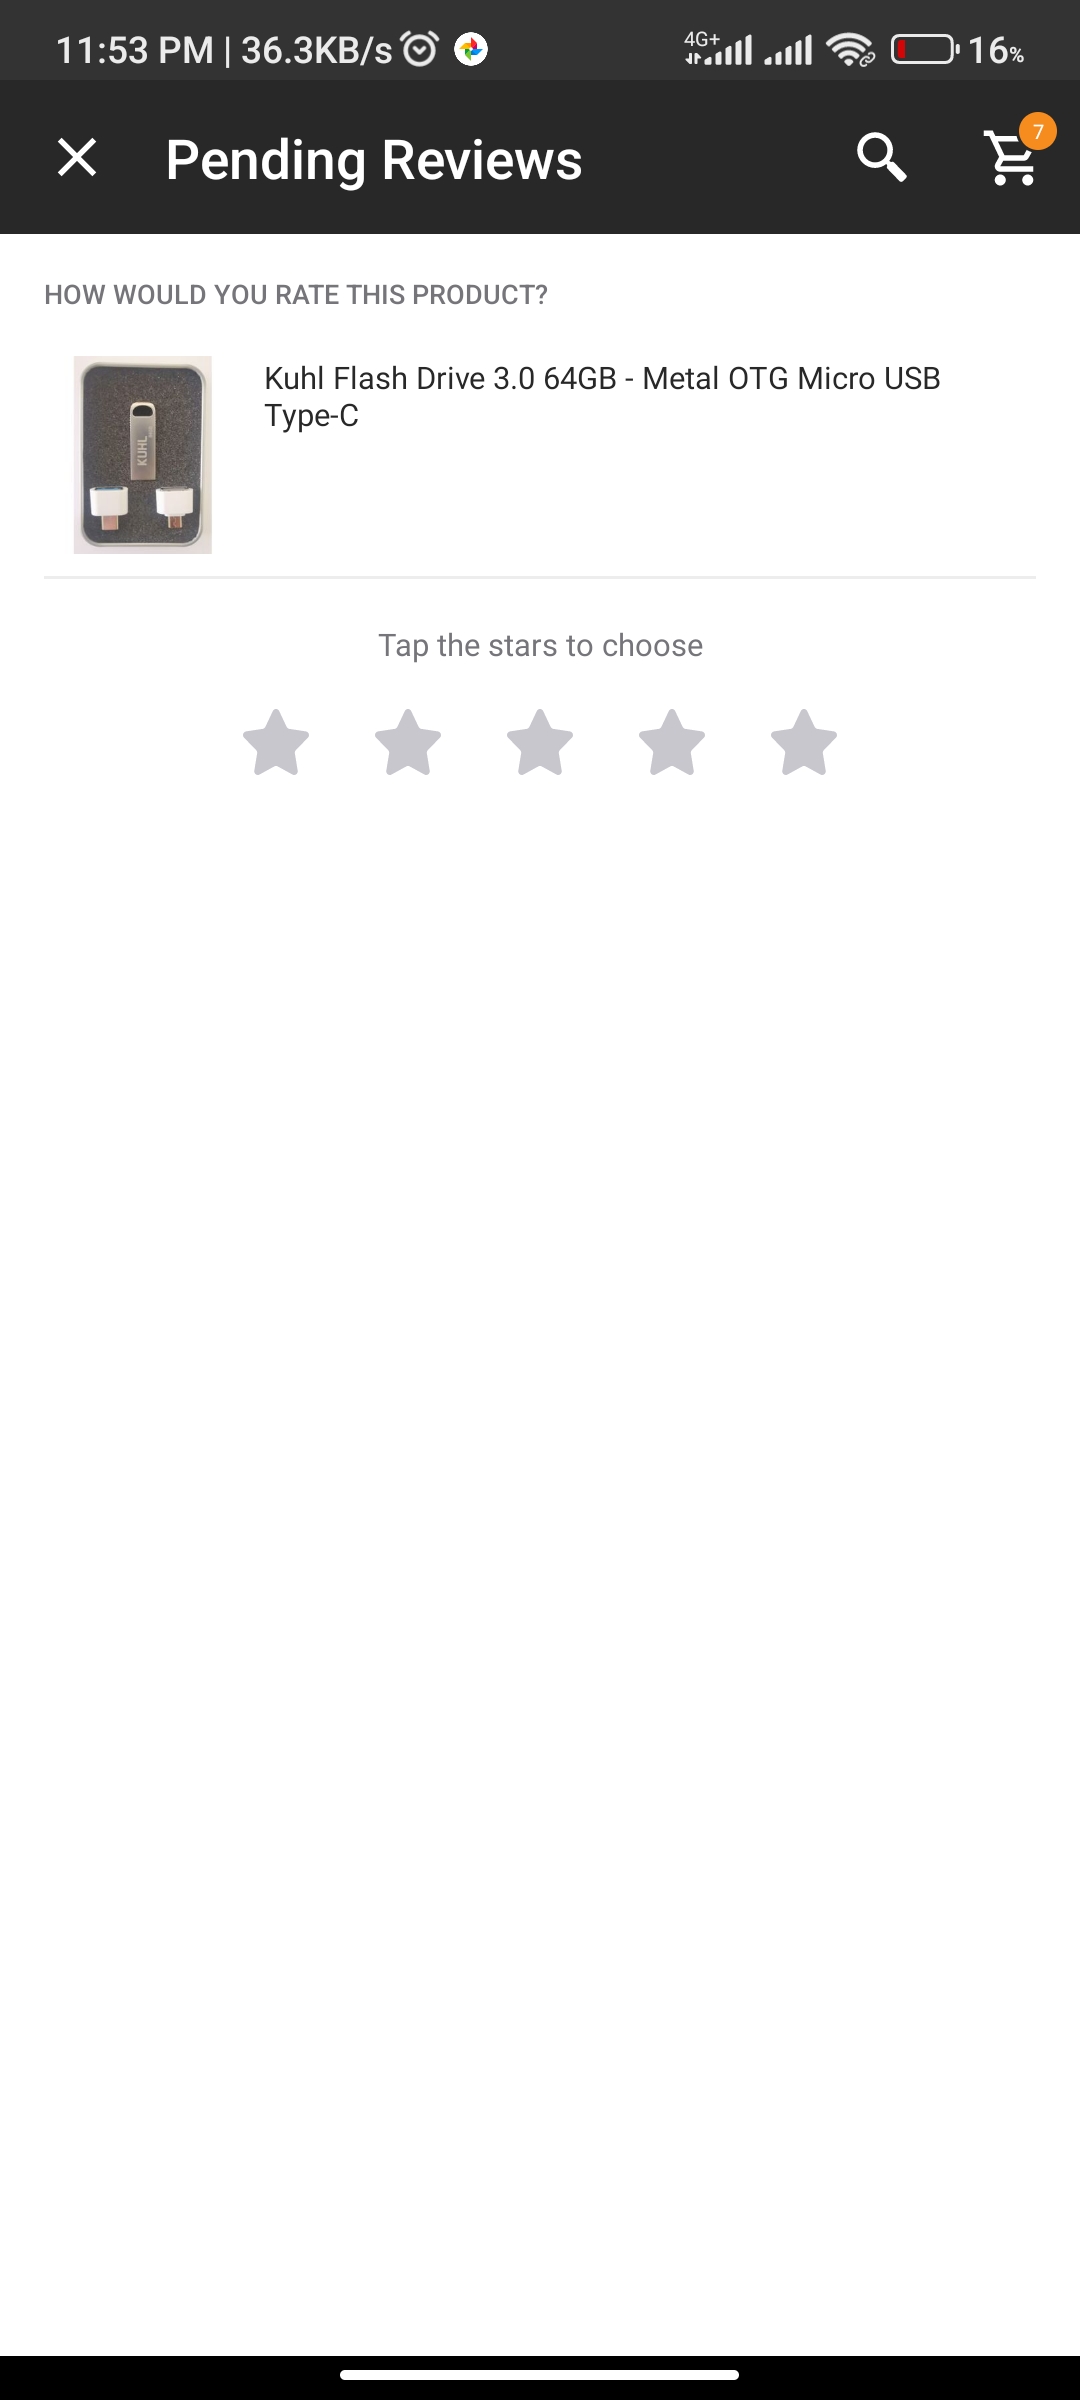 11:53 PM | 36.3KB/s 4G+ 16%
Pending Reviews 7
HOW WOULD YOU RATE THIS PRODUCT?
Kuhl Flash Drive 3.0 64GB - Metal OTG Micro USB
Type-C
KUHL
Tap the stars to choose